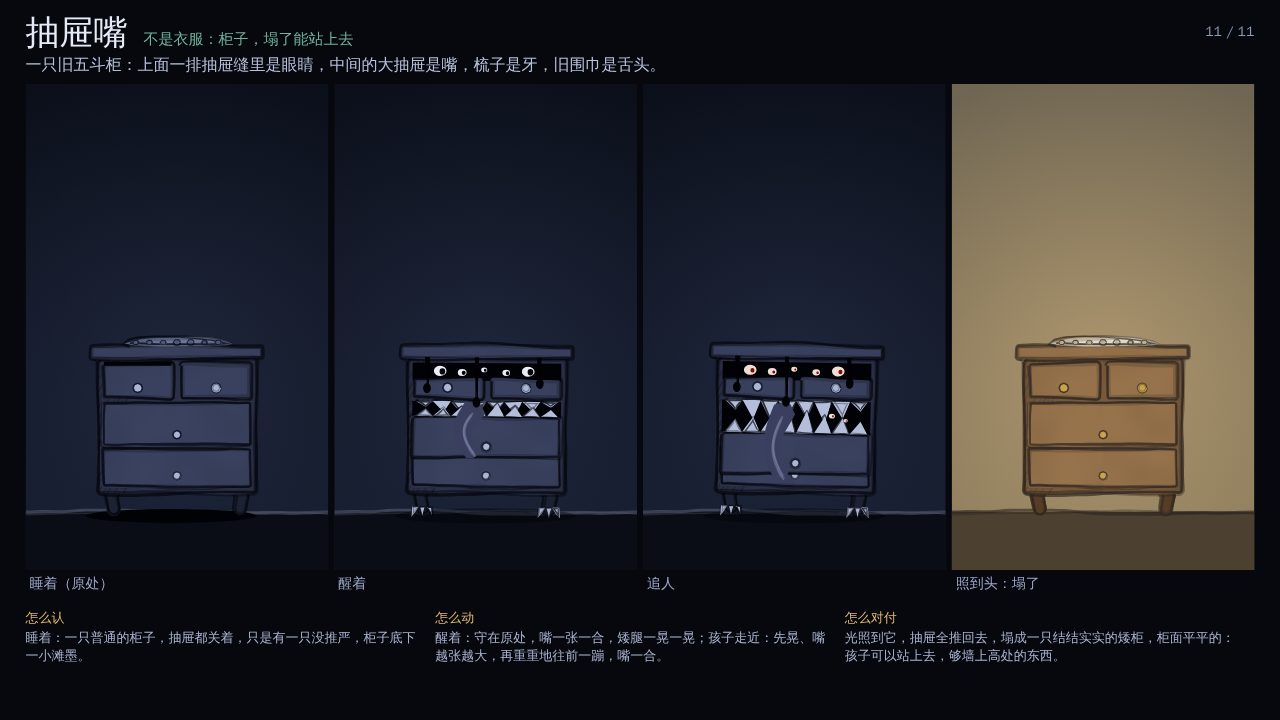 抽屉嘴 不是衣服：柜子，塌了能站上去
11 / 11
一只旧五斗柜：上面一排抽屉缝里是眼睛，中间的大抽屉是嘴，梳子是牙，旧围巾是舌头。
睡着（原处） 醒着 追人 照到头：塌了
怎么认
睡着：一只普通的柜子，抽屉都关着，只是有一只没推严，柜子底下
一小滩墨。
怎么动
醒着：守在原处，嘴一张一合，矮腿一晃一晃；孩子走近：先晃、嘴
越张越大，再重重地往前一蹦，嘴一合。
怎么对付
光照到它，抽屉全推回去，塌成一只结结实实的矮柜，柜面平平的：
孩子可以站上去，够墙上高处的东西。